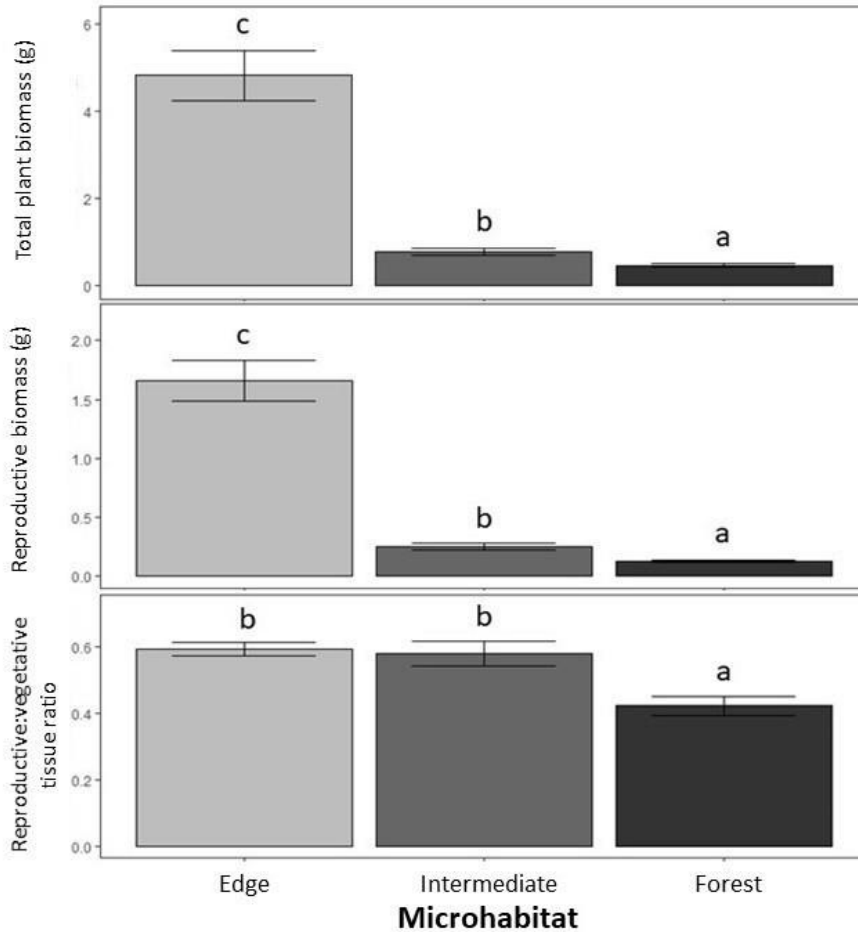 Total plant biomass (g)
6
4
2
0
c
b
a
Reproductive biomass (g)
2.0
1.5
1.0
0.5
0.0
c
b
a
Reproductive:vegetative
tissue ratio
0.6
0.4
0.2
0.0
b
b
a
Edge
Intermediate
Forest
Microhabitat